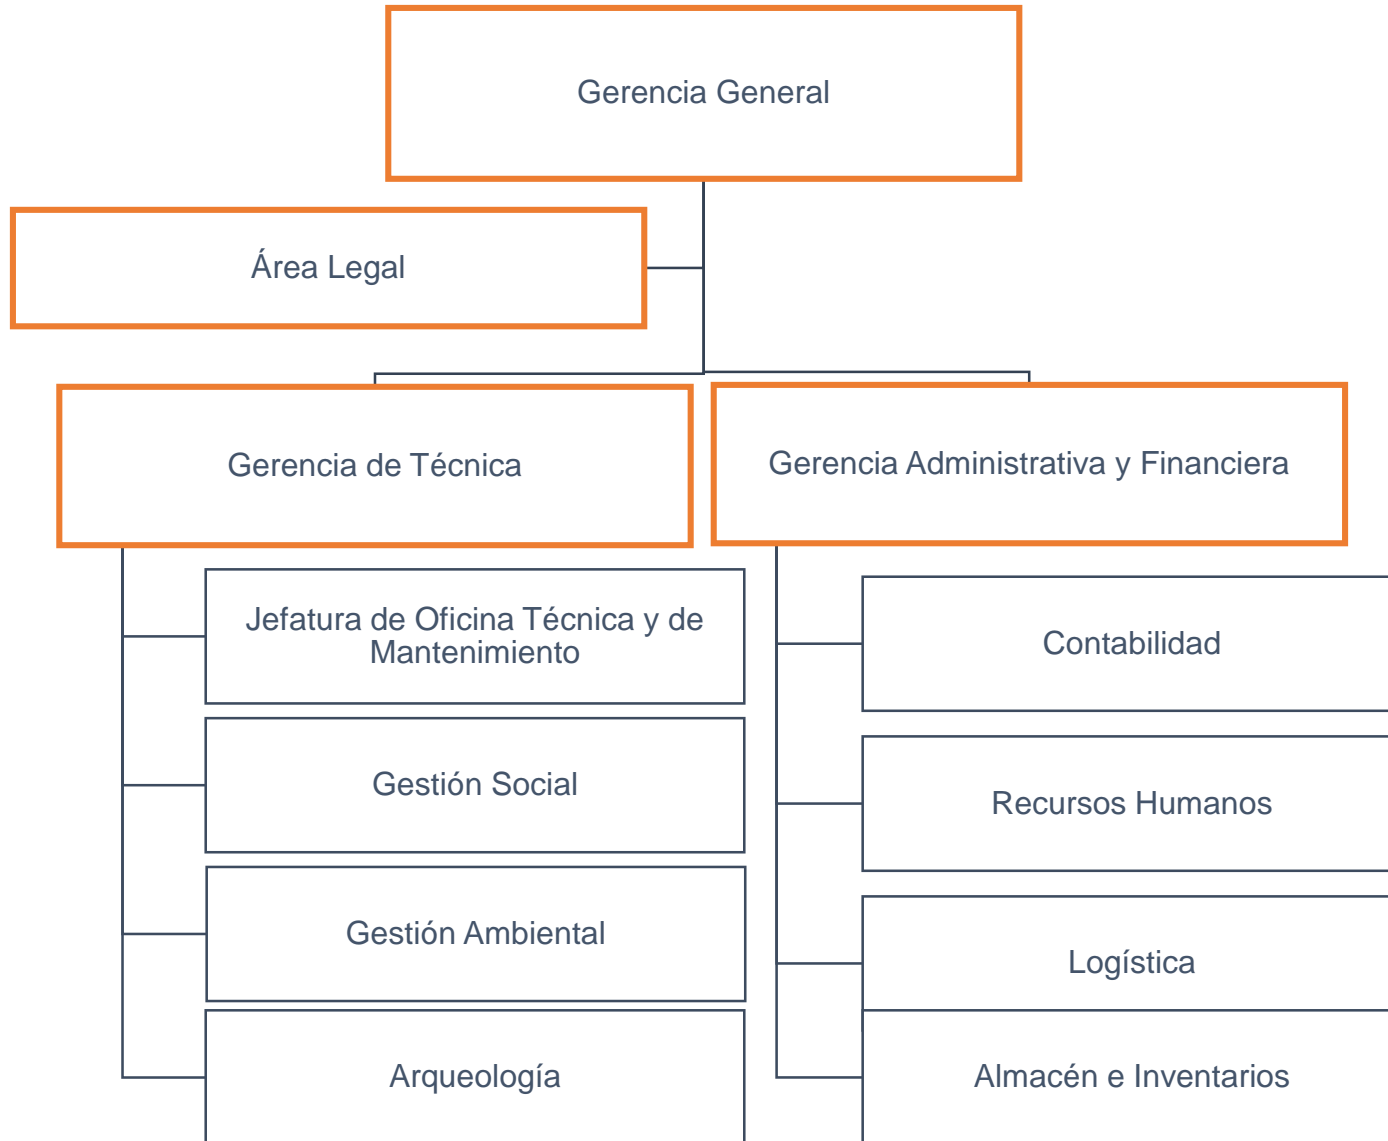 Gerencia General
Área Legal
Gerencia de Técnica
Gerencia Administrativa y Financiera
Jefatura de Oficina Técnica y de
Mantenimiento
Gestión Social
Gestión Ambiental
Arqueología
Contabilidad
Recursos Humanos
Logística
Almacén e Inventarios